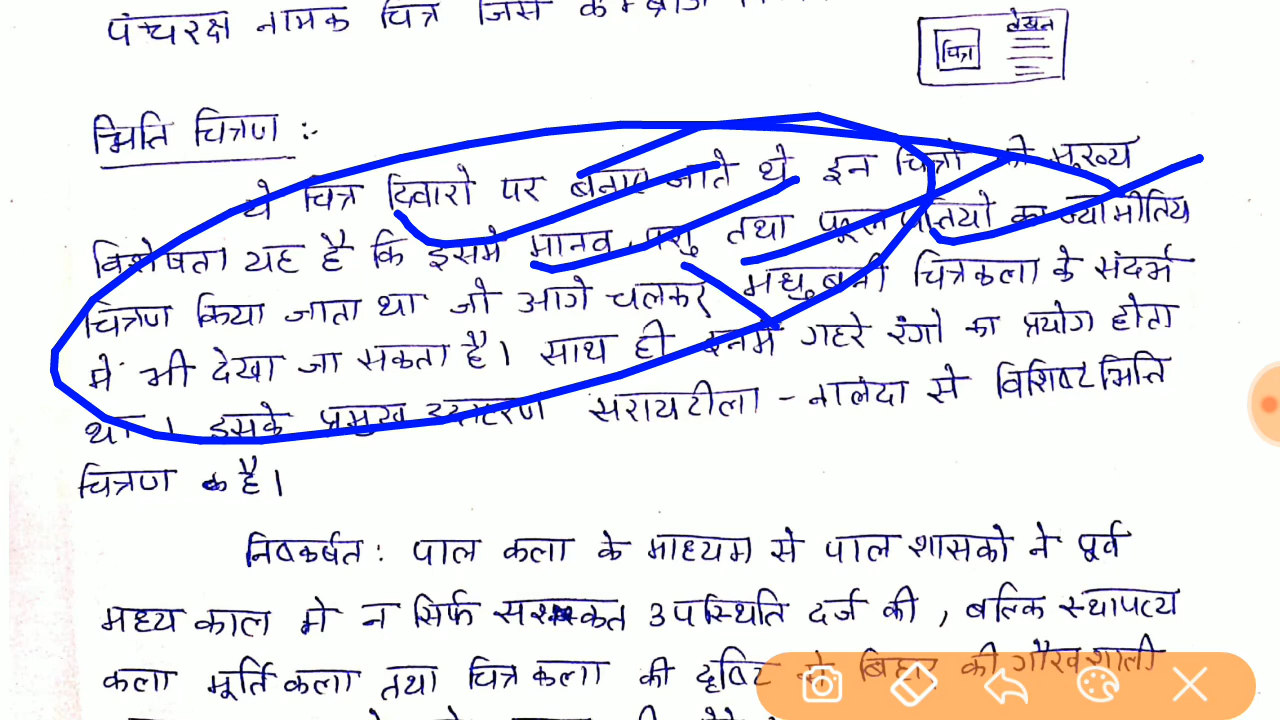 पंचरक्ष नामक चित्र जिसे
लेखन
चित्र
भिति चित्रण :-
ये चित्र दिवारो पर बनाए जाते थे इन चित्रो की मुख्य
विशेषता यह है कि इसमे मानव, पशु तथा फूल पत्तियो का ज्यामीतिय
चित्रण किया जाता था जो आगे चलकर मधुबनी चित्रकला के संदर्भ
में भी देखा जा सकता है। साथ ही इनमे गहरे रंगो का प्रयोग होता
था। इसके प्रमुख उदाहरण सरायटीला - नालंदा से विशिष्ट भित्ति
चित्रण है।
निष्कर्षत: पाल कला के माध्यम से पाल शासको ने पूर्व
मध्य काल मे न सिर्फ उपस्थिति दर्ज की, बल्कि स्थापत्य
कला मूर्ति कला तथा चित्र कला की दृष्टि से बिहार की गौरवशाली